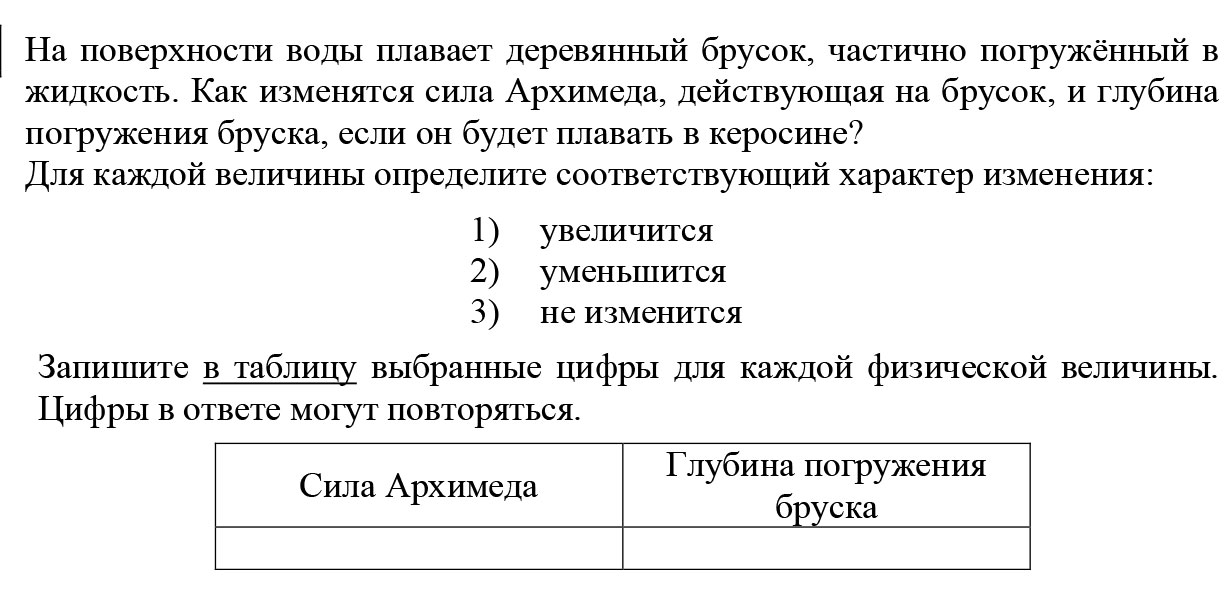 На поверхности воды плавает деревянный брусок, частично погружённый в
жидкость. Как изменятся сила Архимеда, действующая на брусок, и глубина
погружения бруска, если он будет плавать в керосине?
Для каждой величины определите соответствующий характер изменения:
1) увеличится
2) уменьшится
3) не изменится
Запишите в таблицу выбранные цифры для каждой физической величины.
Цифры в ответе могут повторяться.
Сила Архимеда
Глубина погружения
бруска